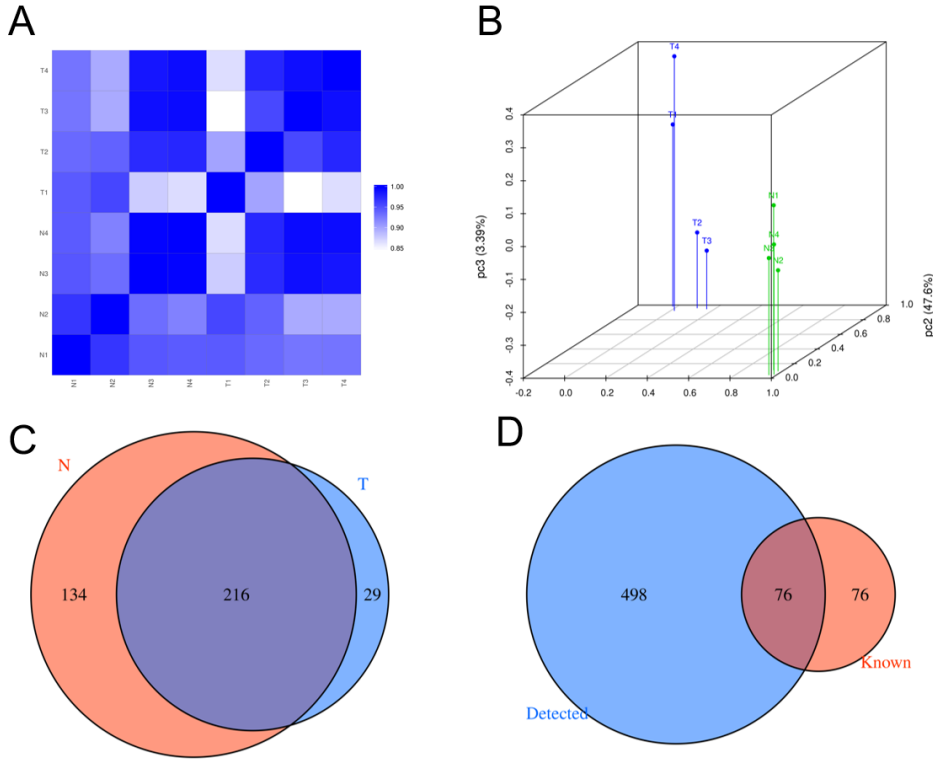 A
T4
T3
T2
T1
N4
N3
N2
N1
N1 N2 N3 N4 T1 T2 T3 T4
1.00
0.95
0.90
0.85
B
T4
T1
T2
T3
N1
N4
N2
pc3 (3.39%)
0.4
0.3
0.2
0.1
0.0
-0.1
-0.2
-0.3
-0.4
-0.2 0.0 0.2 0.4 0.6 0.8 1.0
0.0 0.2 0.4 0.6 0.8 1.0
pc2 (47.6%)
C
N
T
134 216 29
D
498 76 76
Known
Detected